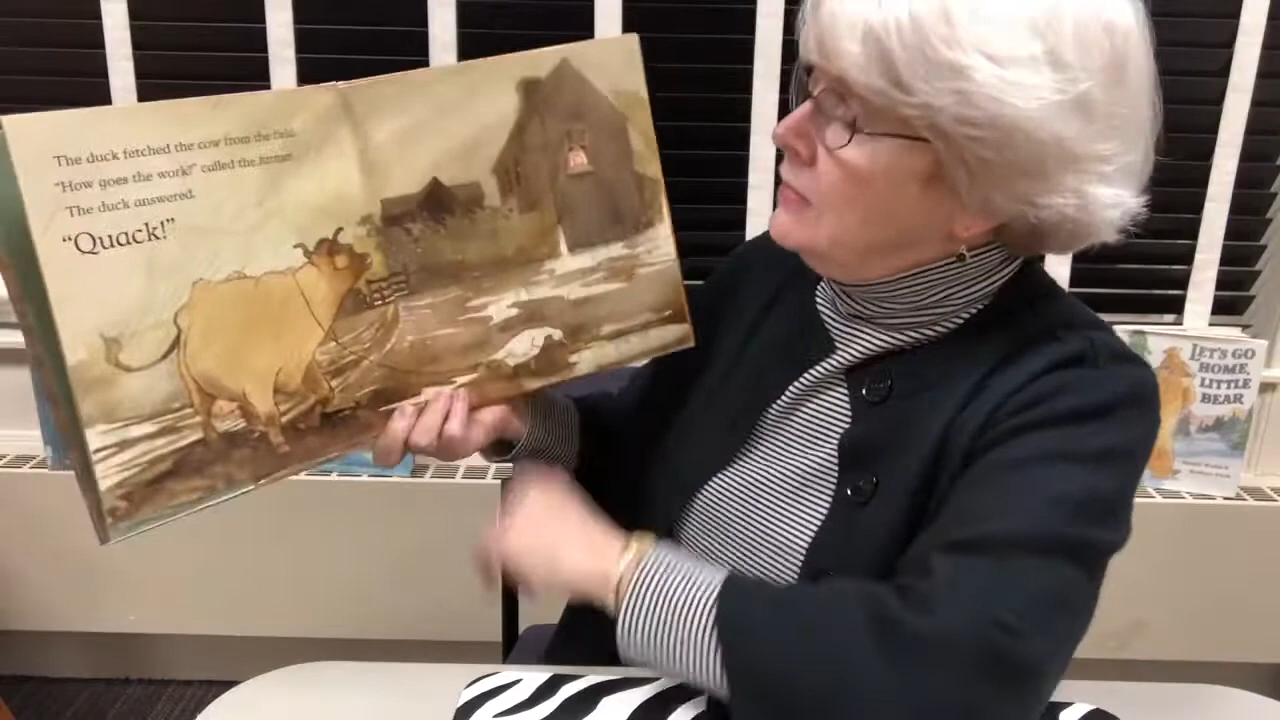 The duck fetched the cow from the field.
"How goes the work?" called the farmer.
The duck answered,
"Quack!"
LET'S GO
HOME,
LITTLE
BEAR